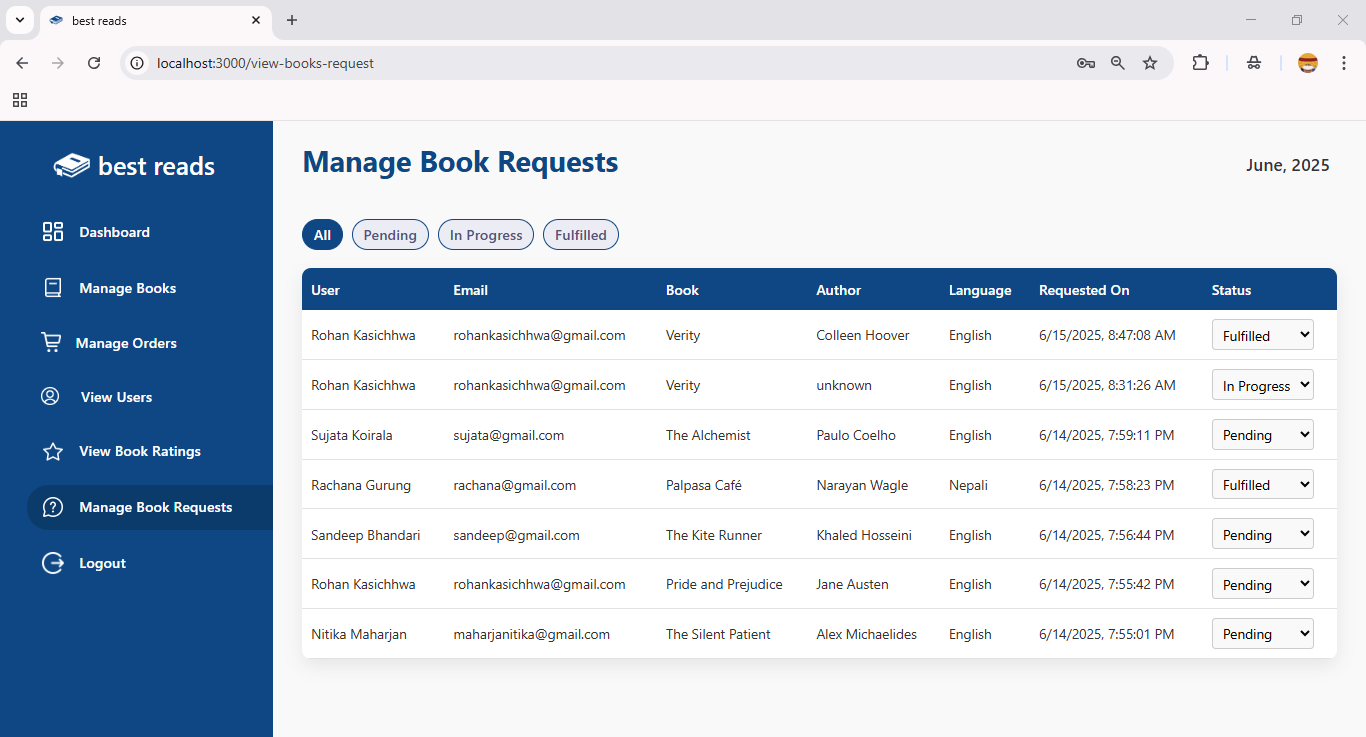 best reads
localhost:3000/view-books-request
best reads
Dashboard
Manage Books
Manage Orders
View Users
View Book Ratings
Manage Book Requests
Logout
Manage Book Requests
June, 2025
All Pending In Progress Fulfilled
User Email Book Author Language Requested On Status
Rohan Kasichhwa rohankasichhwa@gmail.com Verity Colleen Hoover English 6/15/2025, 8:47:08 AM Fulfilled
Rohan Kasichhwa rohankasichhwa@gmail.com Verity unknown English 6/15/2025, 8:31:26 AM In Progress
Sujata Koirala sujata@gmail.com The Alchemist Paulo Coelho English 6/14/2025, 7:59:11 PM Pending
Rachana Gurung rachana@gmail.com Palpasa Café Narayan Wagle Nepali 6/14/2025, 7:58:23 PM Fulfilled
Sandeep Bhandari sandeep@gmail.com The Kite Runner Khaled Hosseini English 6/14/2025, 7:56:44 PM Pending
Rohan Kasichhwa rohankasichhwa@gmail.com Pride and Prejudice Jane Austen English 6/14/2025, 7:55:42 PM Pending
Nitika Maharjan maharjanitika@gmail.com The Silent Patient Alex Michaelides English 6/14/2025, 7:55:01 PM Pending